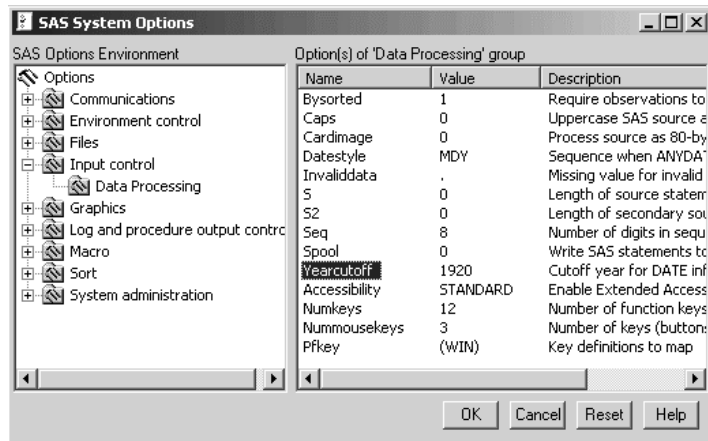 SAS System Options
SAS Options Environment
Options
Communications
Environment control
Files
Input control
Data Processing
Graphics
Log and procedure output contro
Macro
Sort
System administration
Option(s) of 'Data Processing' group
Name Value Description
Bysorted 1 Require observations to
Caps 0 Uppercase SAS source a
Cardimage 0 Process source as 80-by
Datestyle MDY Sequence when ANYDA
Invaliddata . Missing value for invalid
S 0 Length of source statem
S2 0 Length of secondary sou
Seq 8 Number of digits in sequ
Spool 0 Write SAS statements to
Yearcutoff 1920 Cutoff year for DATE inf
Accessibility STANDARD Enable Extended Access
Numkeys 12 Number of function keys
Nummousekeys 3 Number of keys (button
Pfkey (WIN) Key definitions to map
OK Cancel Reset Help